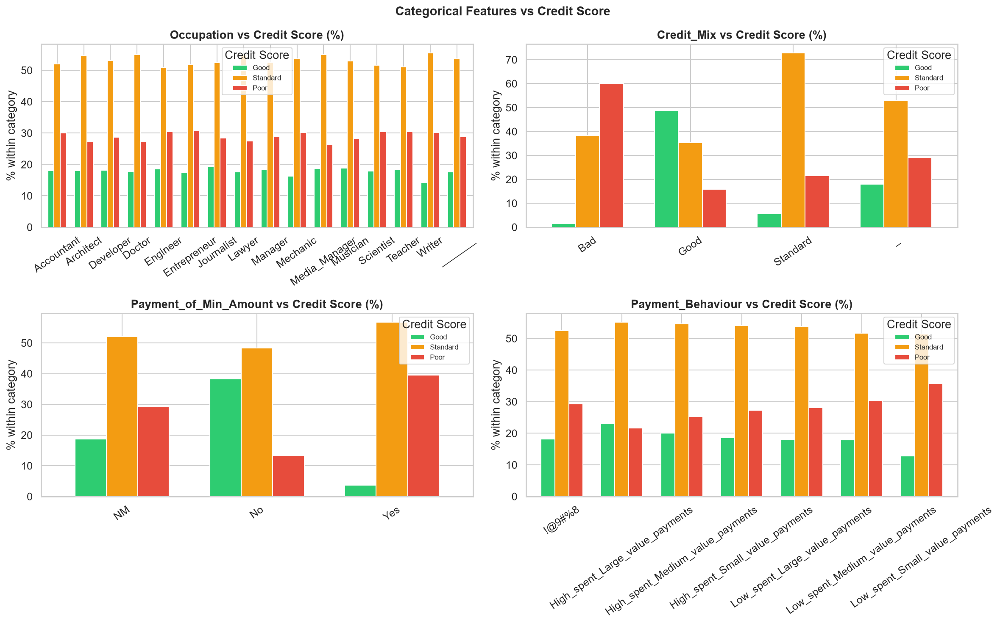 Categorical Features vs Credit Score
Occupation vs Credit Score (%)
% within category
50
40
30
20
10
0
Credit Score
Good
Standard
Poor
Accountant
Architect
Developer
Doctor
Engineer
Entrepreneur
Journalist
Lawyer
Manager
Mechanic
Media_Manager
Musician
Scientist
Teacher
Writer
_______
Credit_Mix vs Credit Score (%)
% within category
70
60
50
40
30
20
10
0
Credit Score
Good
Standard
Poor
Bad
Good
Standard
_
Payment_of_Min_Amount vs Credit Score (%)
% within category
50
40
30
20
10
0
Credit Score
Good
Standard
Poor
NM
No
Yes
Payment_Behaviour vs Credit Score (%)
% within category
50
40
30
20
10
0
Credit Score
Good
Standard
Poor
!@9#%8
High_spent_Large_value_payments
High_spent_Medium_value_payments
High_spent_Small_value_payments
Low_spent_Large_value_payments
Low_spent_Medium_value_payments
Low_spent_Small_value_payments